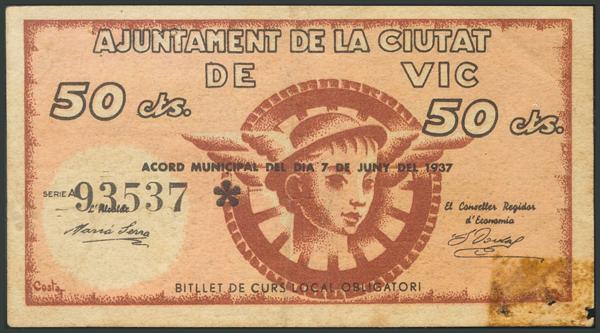 AJUNTAMENT DE LA CIUTAT
DE VIC
50 cts.
50 cts.
ACORD MUNICIPAL DEL DIA 7 DE JUNY DEL 1937
SERIE A 93537 *
L'Alcalde
El Conseller Regidor
d'Economia
Costa
BITLLET DE CURS LOCAL OBLIGATORI